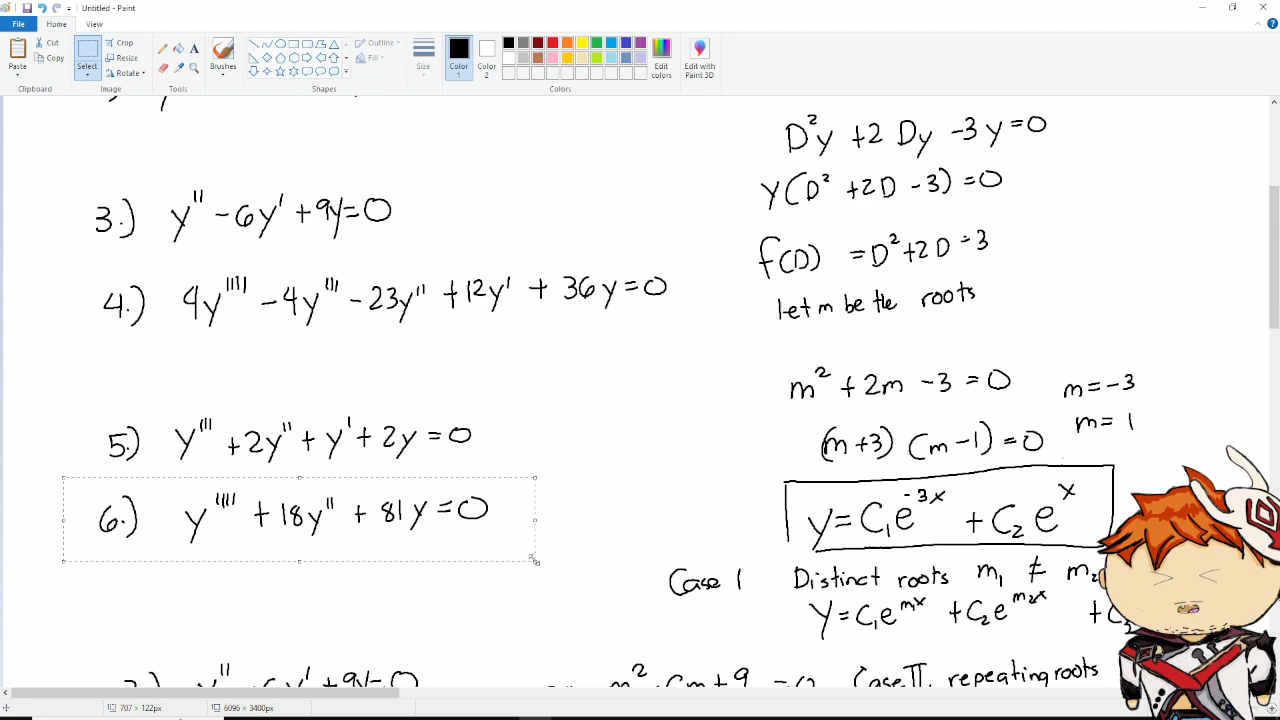 Untitled - Paint
File Home View
Paste Cut Copy Clipboard
Select Crop Resize Rotate Image
Tools
Brushes
Shapes Outline Fill
Size
Color 1 Color 2 Edit colors Colors
Edit with Paint 3D
3.) y'' - 6y' + 9y = 0
4.) 4y'''' - 4y''' - 23y'' + 12y' + 36y = 0
5.) y''' + 2y'' + y' + 2y = 0
6.) y'''' + 18y'' + 81y = 0
D²y + 2Dy - 3y = 0
y(D² + 2D - 3) = 0
f(D) = D² + 2D - 3
let m be the roots
m² + 2m - 3 = 0
m = -3
m = 1
(m+3) (m-1) = 0
y = C₁e^-3x + C₂e^x
Case 1 Distinct roots m₁ ≠ m₂
y = C₁e^m₁x + C₂e^m₂x +
Case II repeating roots
707 × 122px 6096 × 3400px